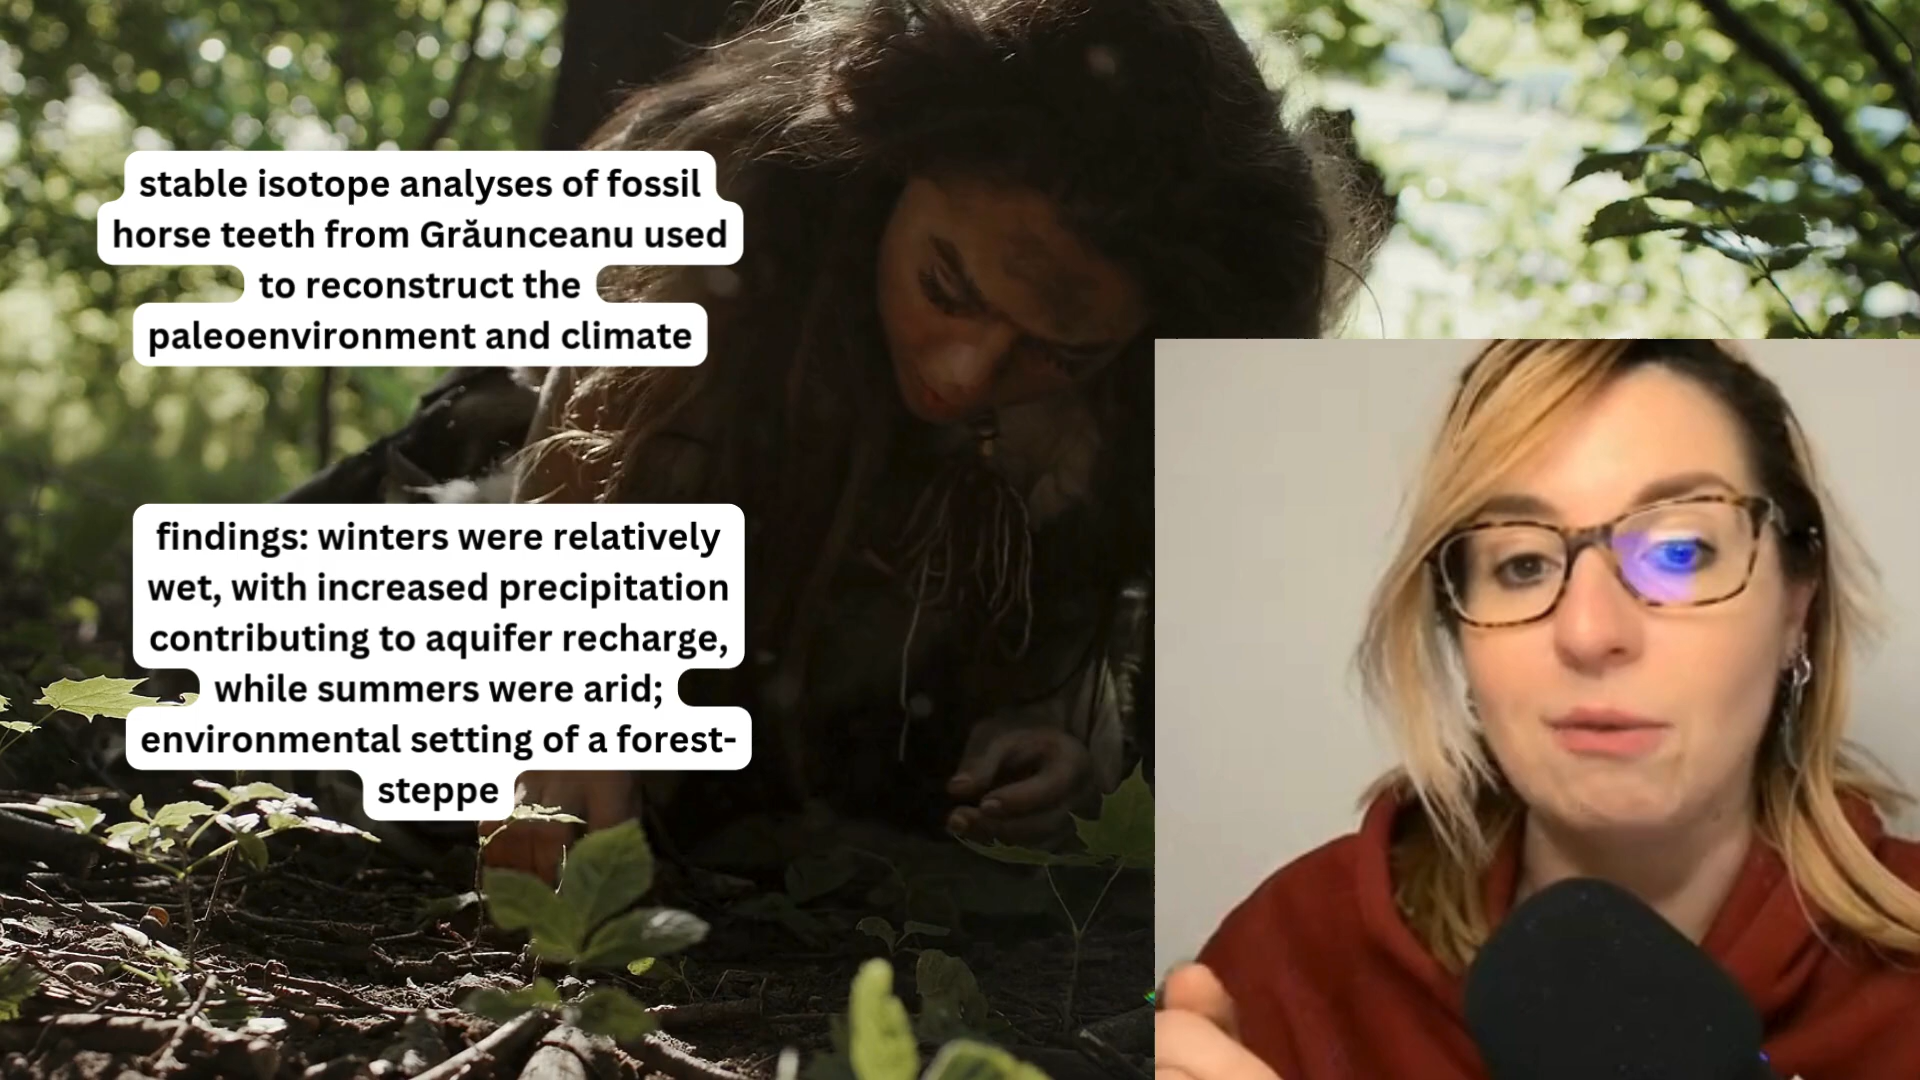 stable isotope analyses of fossil
horse teeth from Grăunceanu used
to reconstruct the
paleoenvironment and climate
findings: winters were relatively
wet, with increased precipitation
contributing to aquifer recharge,
while summers were arid;
environmental setting of a forest-
steppe